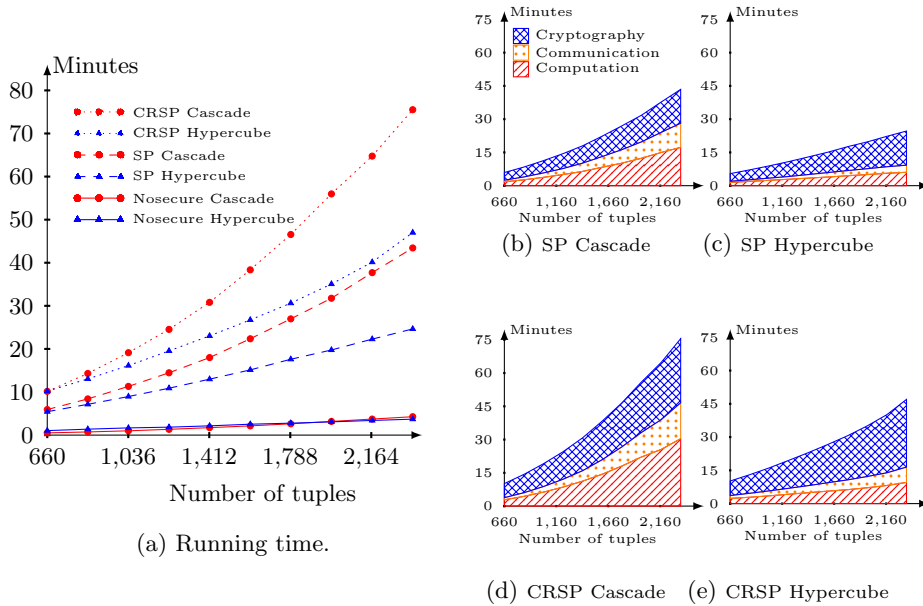 Minutes
80
70
60
50
40
30
20
10
0
660 1,036 1,412 1,788 2,164
Number of tuples
CRSP Cascade
CRSP Hypercube
SP Cascade
SP Hypercube
Nosecure Cascade
Nosecure Hypercube
(a) Running time.
Minutes
75
60
45
30
15
0
660 1,160 1,660 2,160
Number of tuples
Cryptography
Communication
Computation
(b) SP Cascade
Minutes
75
60
45
30
15
0
660 1,160 1,660 2,160
Number of tuples
(c) SP Hypercube
Minutes
75
60
45
30
15
0
660 1,160 1,660 2,160
Number of tuples
(d) CRSP Cascade
Minutes
75
60
45
30
15
0
660 1,160 1,660 2,160
Number of tuples
(e) CRSP Hypercube